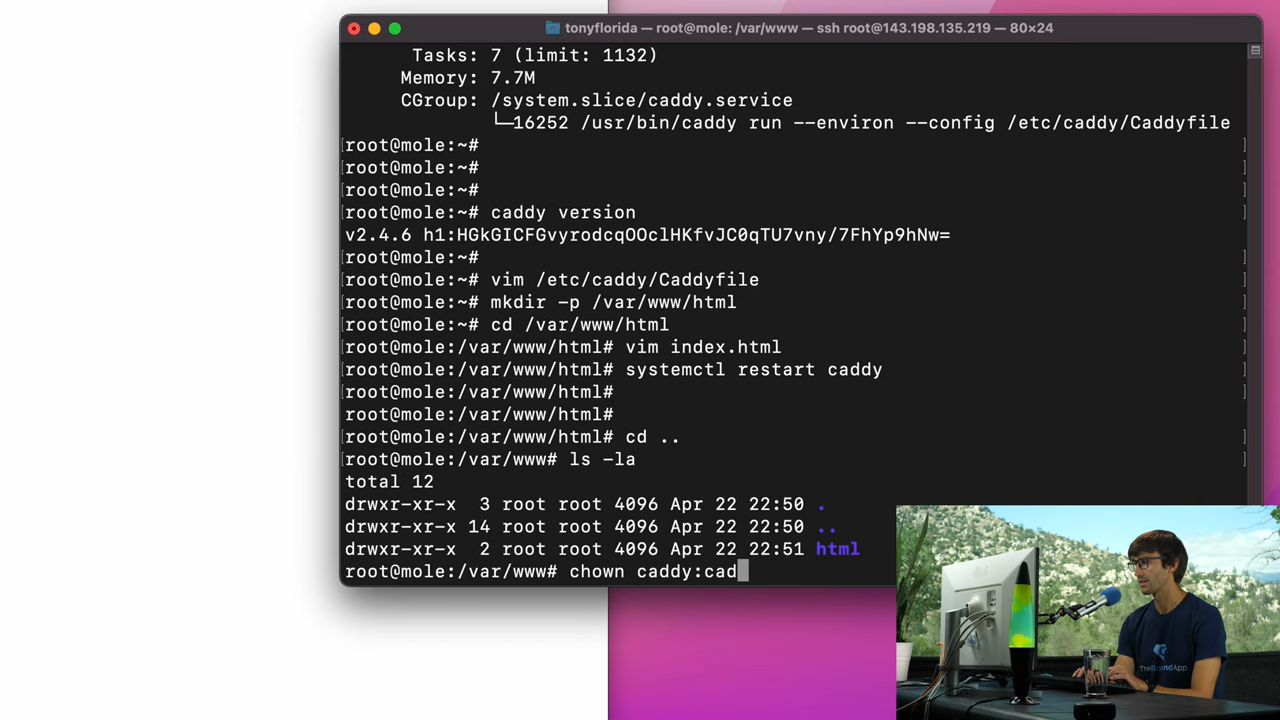 tonyflorida — root@mole: /var/www — ssh root@143.198.135.219 — 80×24
Tasks: 7 (limit: 1132)
Memory: 7.7M
CGroup: /system.slice/caddy.service
└─16252 /usr/bin/caddy run --environ --config /etc/caddy/Caddyfile
[root@mole:~# ]
[root@mole:~# ]
[root@mole:~# ]
[root@mole:~# caddy version ]
v2.4.6 h1:HGkGICFGvyrodcqOOclHKfvJC0qTU7vny/7FhYp9hNw=
[root@mole:~# ]
[root@mole:~# vim /etc/caddy/Caddyfile ]
[root@mole:~# mkdir -p /var/www/html ]
[root@mole:~# cd /var/www/html ]
[root@mole:/var/www/html# vim index.html ]
[root@mole:/var/www/html# systemctl restart caddy ]
[root@mole:/var/www/html# ]
[root@mole:/var/www/html# ]
[root@mole:/var/www/html# cd .. ]
[root@mole:/var/www# ls -la ]
total 12
drwxr-xr-x 3 root root 4096 Apr 22 22:50 .
drwxr-xr-x 14 root root 4096 Apr 22 22:50 ..
drwxr-xr-x 2 root root 4096 Apr 22 22:51 html
root@mole:/var/www# chown caddy:cad